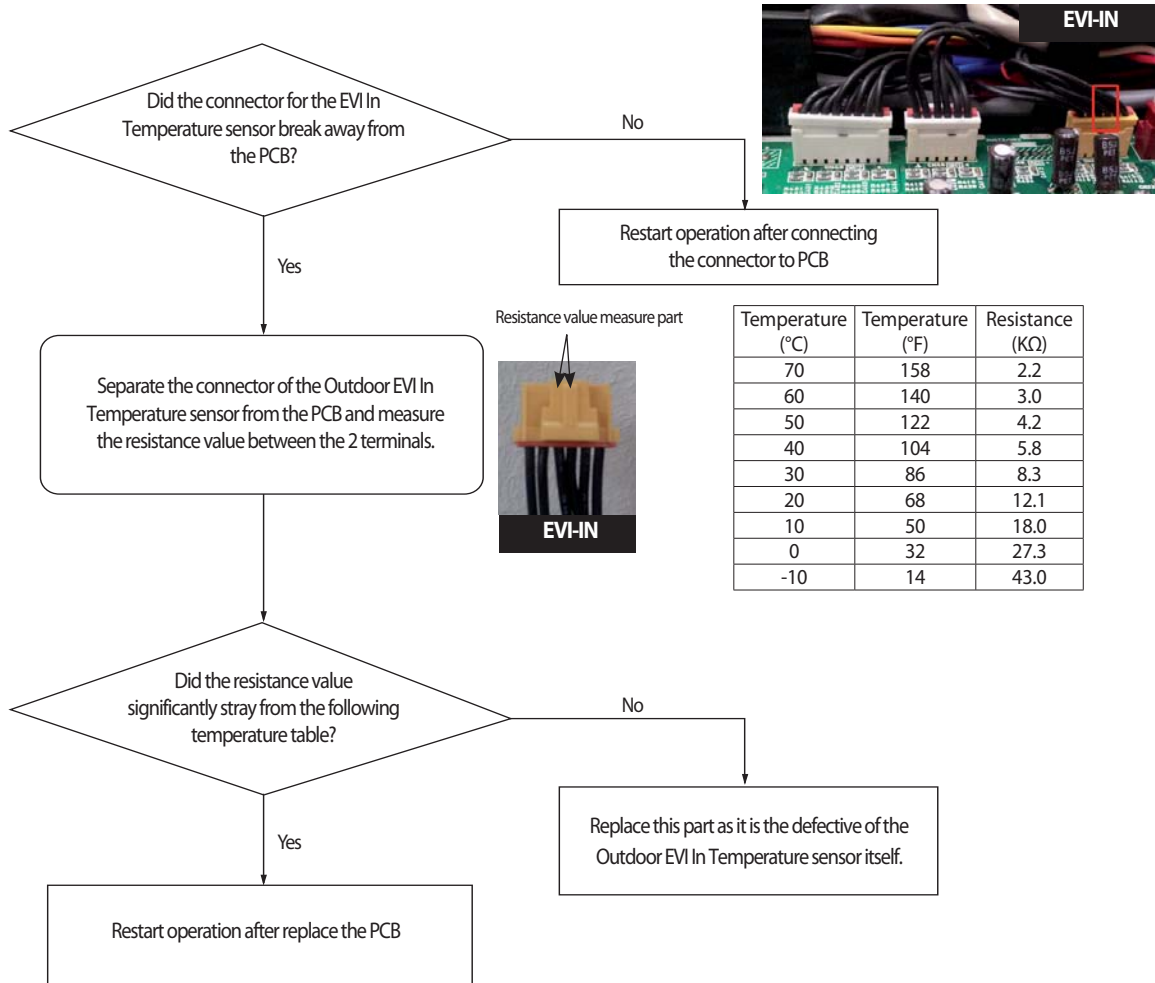 EVI-IN
Did the connector for the EVI In
Temperature sensor break away from
the PCB?
No
Restart operation after connecting
the connector to PCB
Yes
Separate the connector of the Outdoor EVI In
Temperature sensor from the PCB and measure
the resistance value between the 2 terminals.
Resistance value measure part
EVI-IN
Temperature Temperature Resistance
(°C) (°F) (KΩ)
70 158 2.2
60 140 3.0
50 122 4.2
40 104 5.8
30 86 8.3
20 68 12.1
10 50 18.0
0 32 27.3
-10 14 43.0
Did the resistance value
significantly stray from the following
temperature table?
No
Replace this part as it is the defective of the
Outdoor EVI In Temperature sensor itself.
Yes
Restart operation after replace the PCB